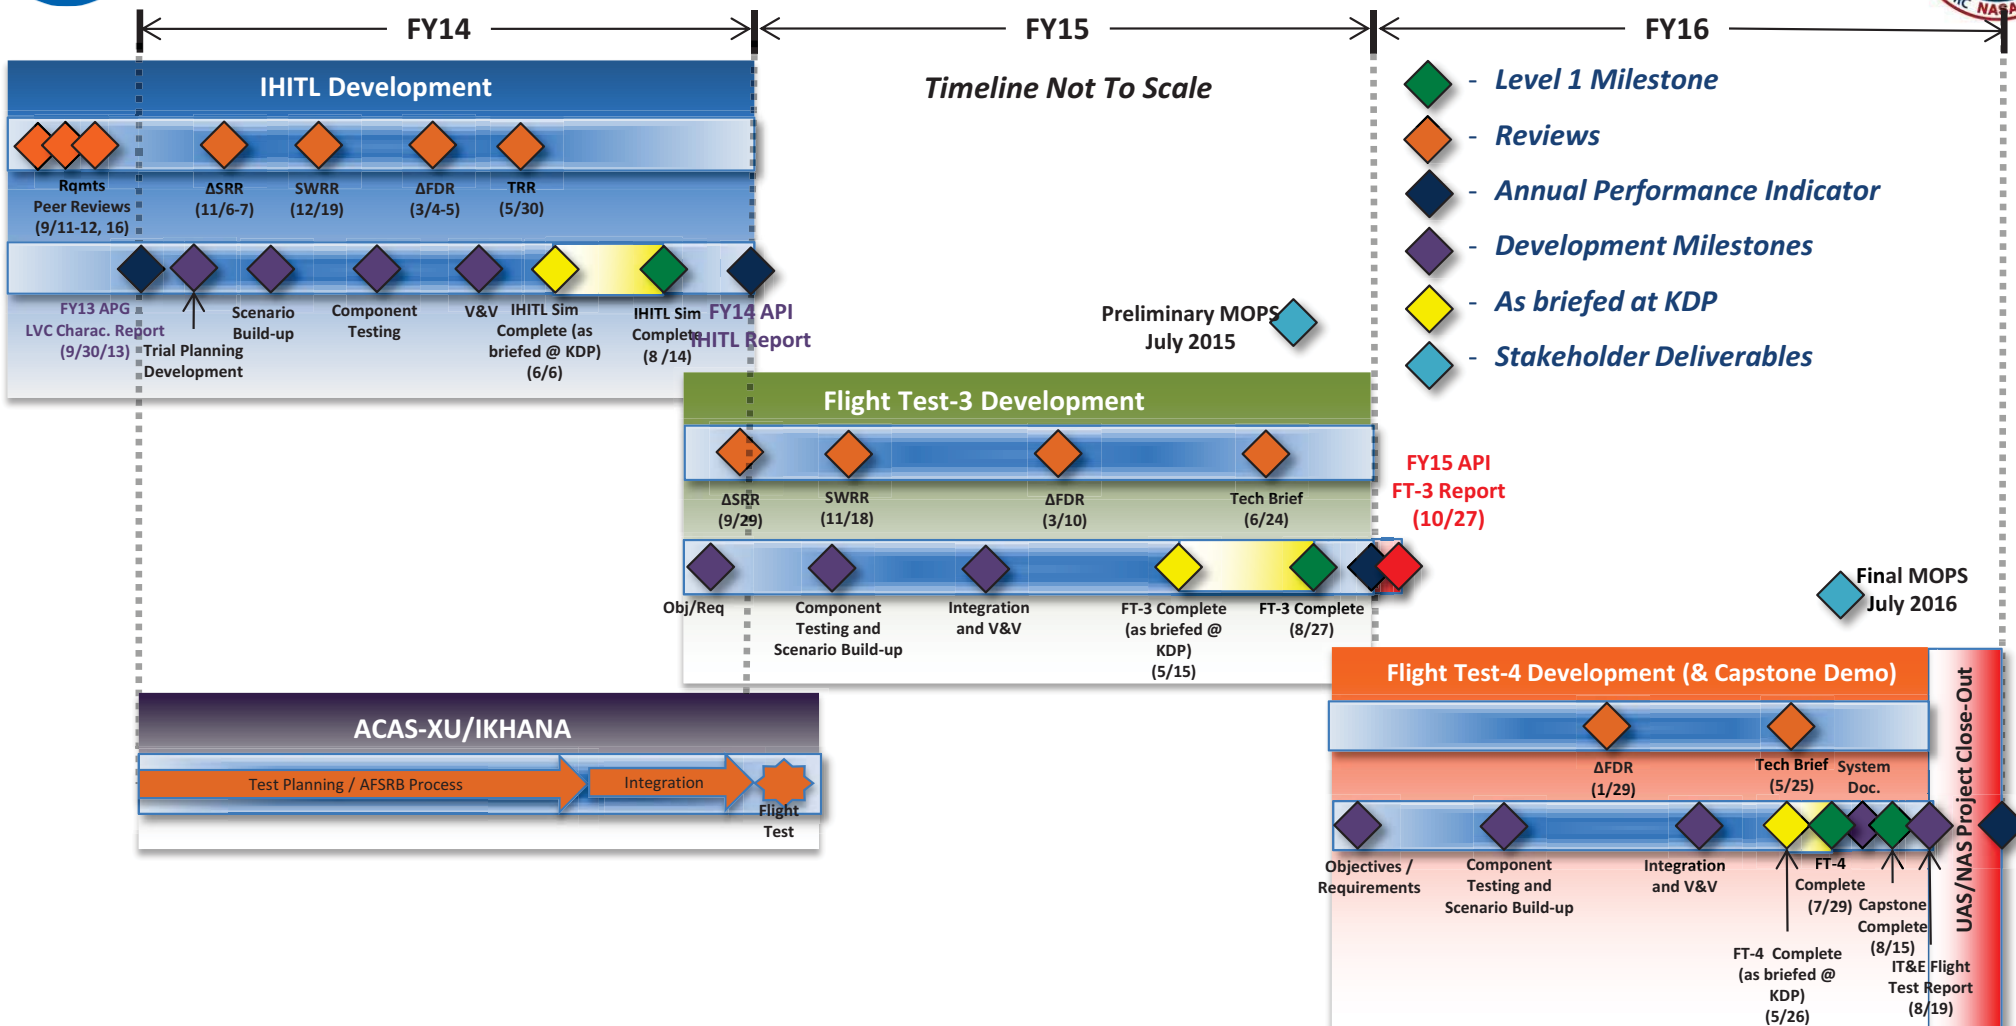 FY14
FY15
FY16
NASA
IHITL Development
Timeline Not To Scale
- Level 1 Milestone
- Reviews
- Annual Performance Indicator
- Development Milestones
- As briefed at KDP
- Stakeholder Deliverables
Rqmts
Peer Reviews
(9/11-12, 16)
ΔSRR
(11/6-7)
SWRR
(12/19)
ΔFDR
(3/4-5)
TRR
(5/30)
FY13 APG
LVC Charac. Report
(9/30/13)
Trial Planning
Development
Scenario
Build-up
Component
Testing
V&V
IHITL Sim
Complete (as
briefed @ KDP)
(6/6)
IHITL Sim
Complete
(8 /14)
FY14 API
IHITL Report
Preliminary MOPS
July 2015
Flight Test-3 Development
ΔSRR
(9/29)
SWRR
(11/18)
ΔFDR
(3/10)
Tech Brief
(6/24)
FY15 API
FT-3 Report
(10/27)
Obj/Req
Component
Testing and
Scenario Build-up
Integration
and V&V
FT-3 Complete
(as briefed @
KDP)
(5/15)
FT-3 Complete
(8/27)
Final MOPS
July 2016
ACAS-XU/IKHANA
Test Planning / AFSRB Process
Integration
Flight
Test
Flight Test-4 Development (& Capstone Demo)
ΔFDR
(1/29)
Tech Brief
(5/25)
System
Doc.
Objectives /
Requirements
Component
Testing and
Scenario Build-up
Integration
and V&V
FT-4 Complete
(as briefed @
KDP)
(5/26)
FT-4
Complete
(7/29)
Capstone
Complete
(8/15)
IT&E Flight
Test Report
(8/19)
UAS/NAS Project Close-Out